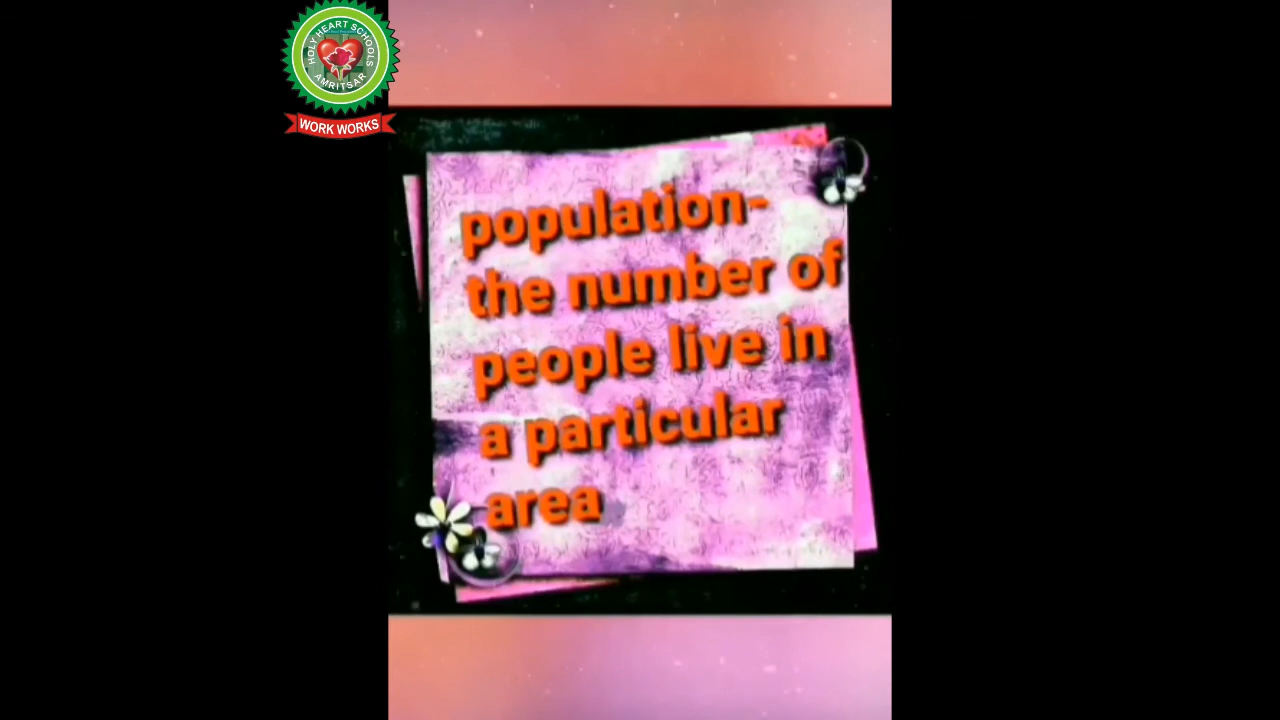 HOLY HEART SCHOOLS
AMRITSAR
WORK WORKS
population-
the number of
people live in
a particular
area